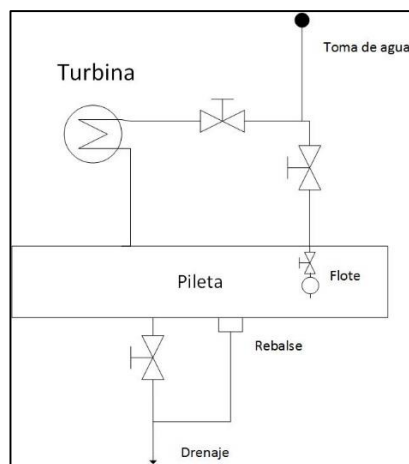 Toma de agua
Turbina
Pileta
Flote
Rebalse
Drenaje